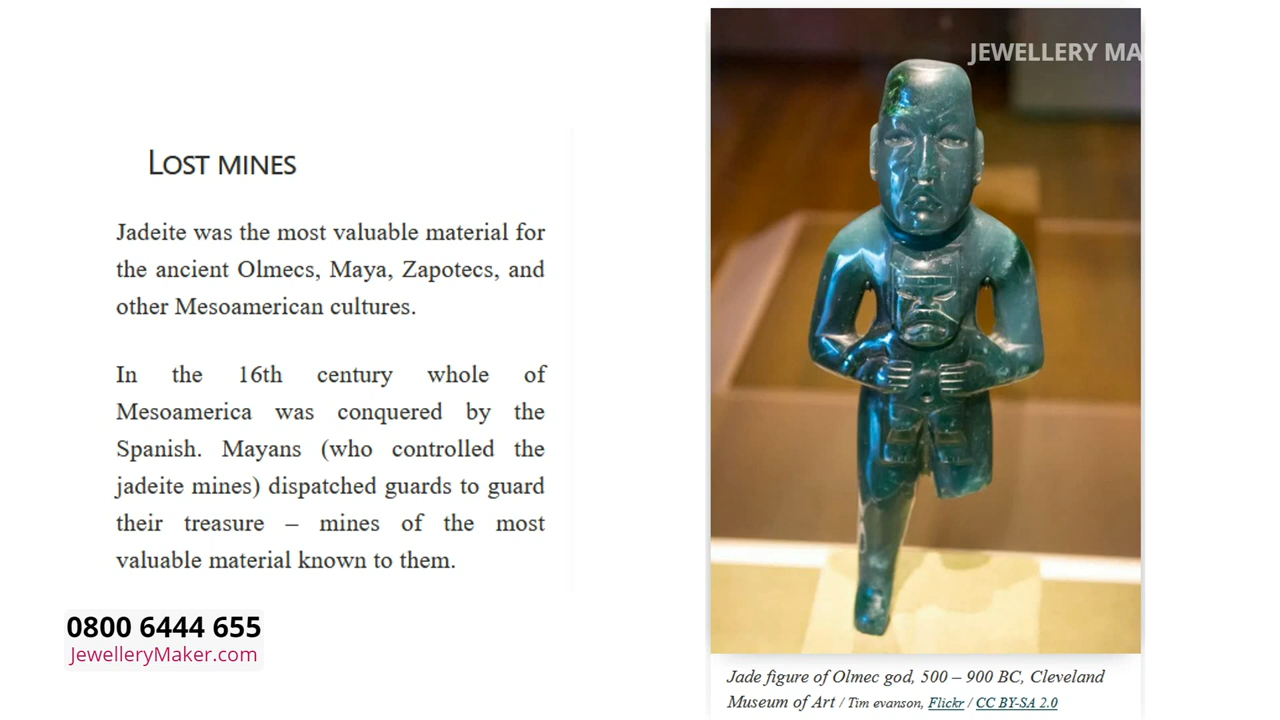 LOST MINES
Jadeite was the most valuable material for
the ancient Olmecs, Maya, Zapotecs, and
other Mesoamerican cultures.
In the 16th century whole of
Mesoamerica was conquered by the
Spanish. Mayans (who controlled the
jadeite mines) dispatched guards to guard
their treasure – mines of the most
valuable material known to them.
0800 6444 655
JewelleryMaker.com
JEWELLERY MA
Jade figure of Olmec god, 500 – 900 BC, Cleveland
Museum of Art / Tim evanson, Flickr / CC BY-SA 2.0